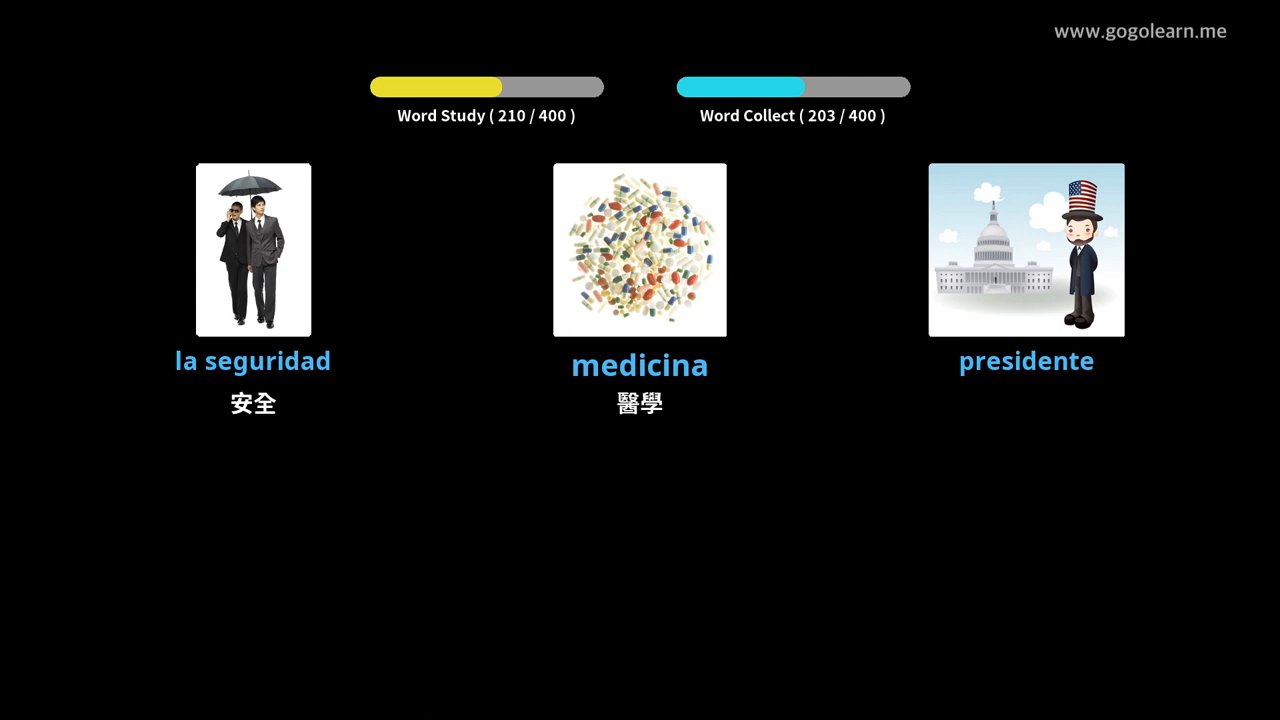 www.gogolearn.me
Word Study ( 210 / 400 )
Word Collect ( 203 / 400 )
la seguridad
medicina
presidente
安全
醫學